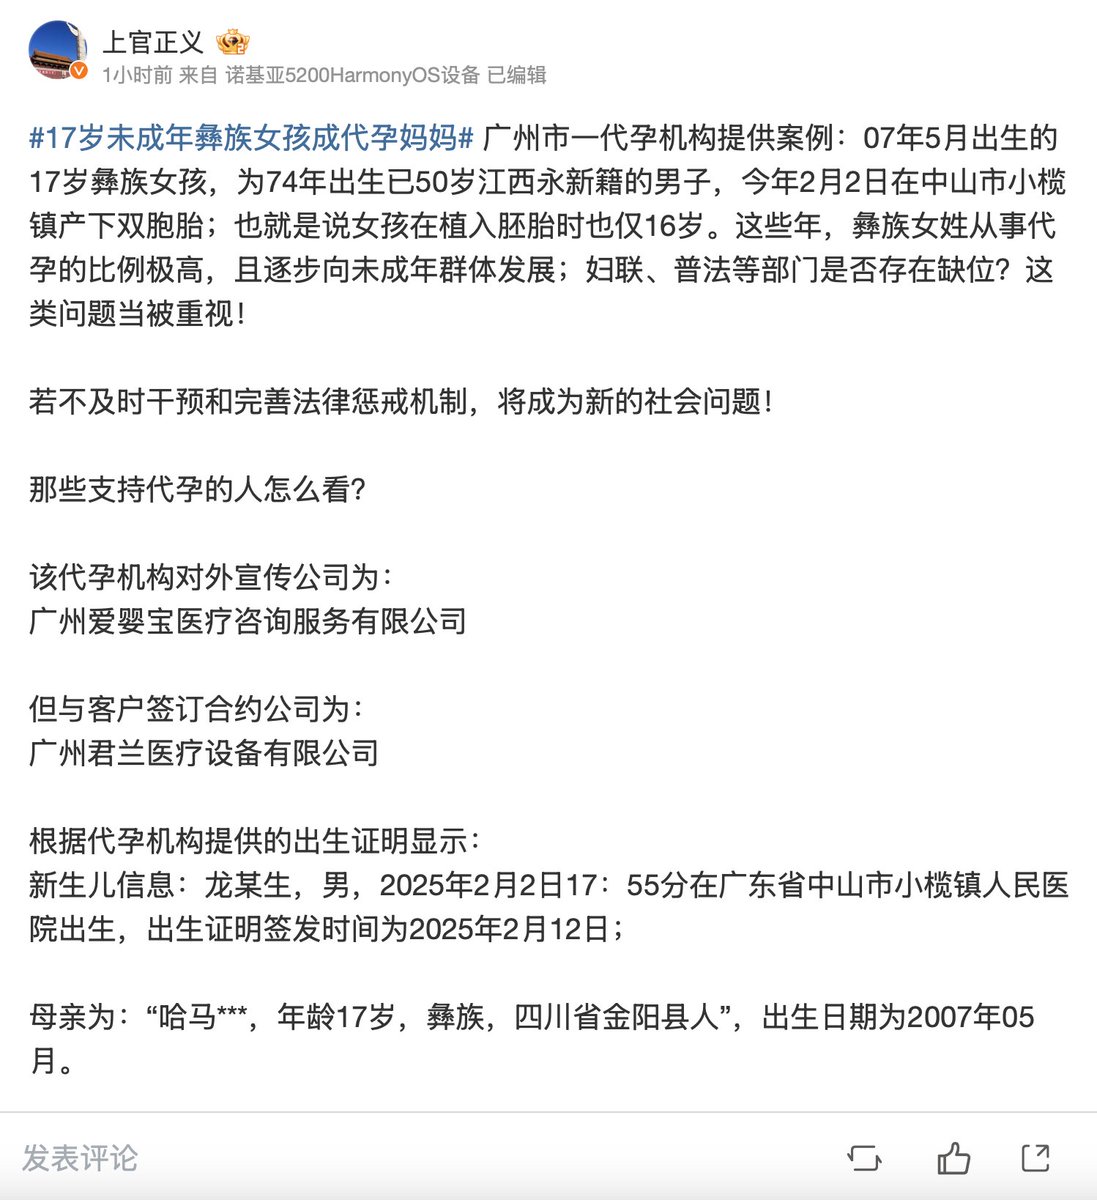 上官正义
1小时前 来自 诺基亚5200HarmonyOS设备 已编辑
#17岁未成年彝族女孩成代孕妈妈# 广州市一代孕机构提供案例：07年5月出生的
17岁彝族女孩，为74年出生已50岁江西永新籍的男子，今年2月2日在中山市小榄
镇产下双胞胎；也就是说女孩在植入胚胎时也仅16岁。这些年，彝族女姓从事代
孕的比例极高，且逐步向未成年群体发展；妇联、普法等部门是否存在缺位？这
类问题当被重视！
若不及时干预和完善法律惩戒机制，将成为新的社会问题！
那些支持代孕的人怎么看？
该代孕机构对外宣传公司为：
广州爱婴宝医疗咨询服务有限公司
但与客户签订合约公司为：
广州君兰医疗设备有限公司
根据代孕机构提供的出生证明显示：
新生儿信息：龙某生，男，2025年2月2日17：55分在广东省中山市小榄镇人民医
院出生，出生证明签发时间为2025年2月12日；
母亲为：“哈马***，年龄17岁，彝族，四川省金阳县人”，出生日期为2007年05
月。
发表评论